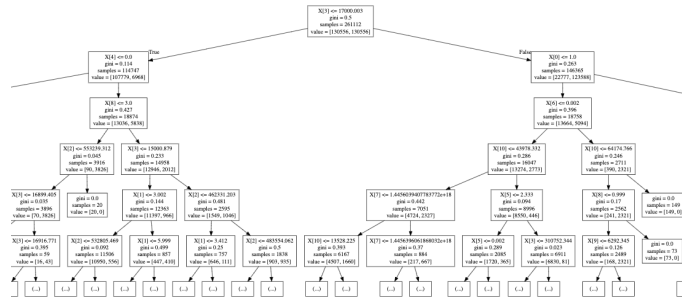 X[3] <= 17000.003
gini = 0.5
samples = 261112
value = [130556, 130556]
True
False
X[4] <= 0.0
gini = 0.114
samples = 114747
value = [107779, 6968]
X[0] <= 1.0
gini = 0.263
samples = 146365
value = [22777, 123588]
X[8] <= 3.0
gini = 0.427
samples = 18874
value = [13036, 5838]
X[6] <= 0.002
gini = 0.396
samples = 18758
value = [13664, 5094]
X[2] <= 553239.312
gini = 0.045
samples = 3916
value = [90, 3826]
X[3] <= 15000.879
gini = 0.233
samples = 14958
value = [12946, 2012]
X[10] <= 43978.332
gini = 0.286
samples = 16047
value = [13274, 2773]
X[10] <= 64174.766
gini = 0.246
samples = 2711
value = [390, 2321]
X[3] <= 16889.405
gini = 0.035
samples = 3896
value = [70, 3826]
gini = 0.0
samples = 20
value = [20, 0]
X[1] <= 3.002
gini = 0.144
samples = 12363
value = [11397, 966]
X[2] <= 462331.203
gini = 0.481
samples = 2595
value = [1549, 1046]
X[7] <= 1.4456039407783772e+18
gini = 0.442
samples = 7051
value = [4724, 2327]
X[5] <= 2.333
gini = 0.094
samples = 8996
value = [8550, 446]
X[8] <= 0.999
gini = 0.17
samples = 2562
value = [241, 2321]
gini = 0.0
samples = 149
value = [149, 0]
X[3] <= 16916.771
gini = 0.395
samples = 59
value = [16, 43]
X[2] <= 532805.469
gini = 0.092
samples = 11506
value = [10950, 556]
X[1] <= 5.999
gini = 0.499
samples = 857
value = [447, 410]
X[1] <= 3.412
gini = 0.25
samples = 757
value = [646, 111]
X[2] <= 483554.062
gini = 0.5
samples = 1838
value = [903, 935]
X[10] <= 13528.225
gini = 0.393
samples = 6167
value = [4507, 1660]
X[7] <= 1.4456396061868032e+18
gini = 0.37
samples = 884
value = [217, 667]
X[5] <= 0.002
gini = 0.289
samples = 2085
value = [1720, 365]
X[3] <= 310752.344
gini = 0.023
samples = 6911
value = [6830, 81]
X[9] <= 6292.345
gini = 0.126
samples = 2489
value = [168, 2321]
gini = 0.0
samples = 73
value = [73, 0]
(...) (...) (...) (...) (...) (...) (...) (...) (...) (...) (...) (...) (...) (...) (...) (...) (...) (...) (...) (...)